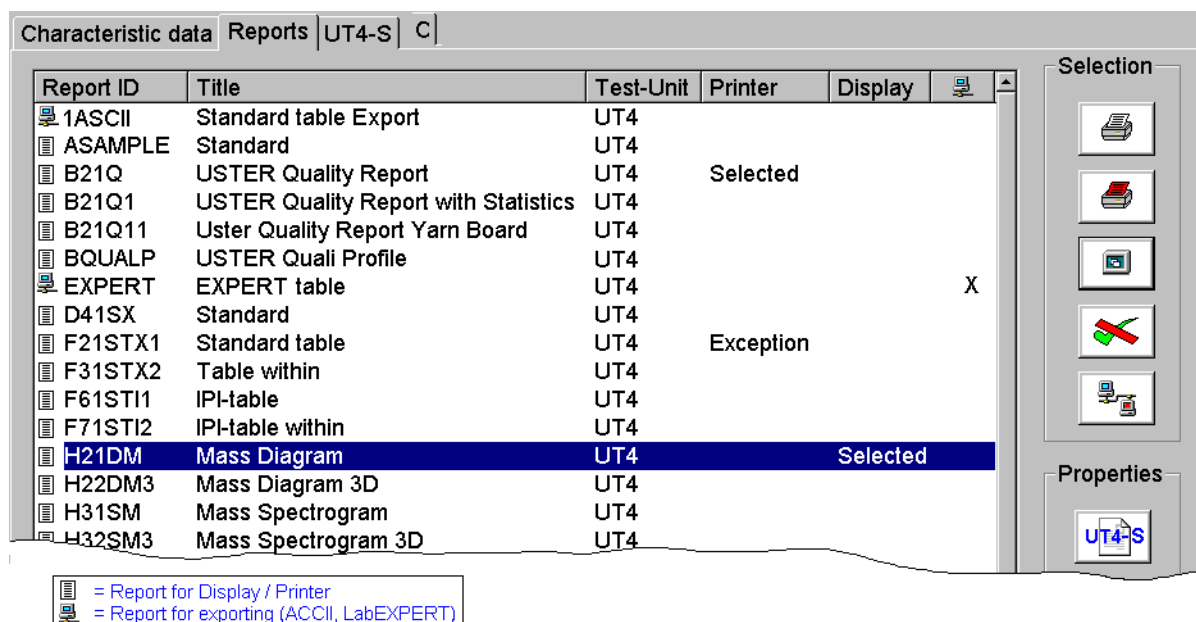 Characteristic data Reports UT4-S C
Selection
Report ID Title Test-Unit Printer Display
1ASCII Standard table Export UT4
ASAMPLE Standard UT4
B21Q USTER Quality Report UT4 Selected
B21Q1 USTER Quality Report with Statistics UT4
B21Q11 Uster Quality Report Yarn Board UT4
BQUALP USTER Quali Profile UT4
EXPERT EXPERT table UT4 X
D41SX Standard UT4
F21STX1 Standard table UT4 Exception
F31STX2 Table within UT4
F61STI1 IPI-table UT4
F71STI2 IPI-table within UT4
H21DM Mass Diagram UT4 Selected
Properties
H22DM3 Mass Diagram 3D UT4
H31SM Mass Spectrogram UT4
H32SM3 Mass Spectrogram 3D UT4
UT4-S
= Report for Display / Printer
= Report for exporting (ACCII, LabEXPERT)